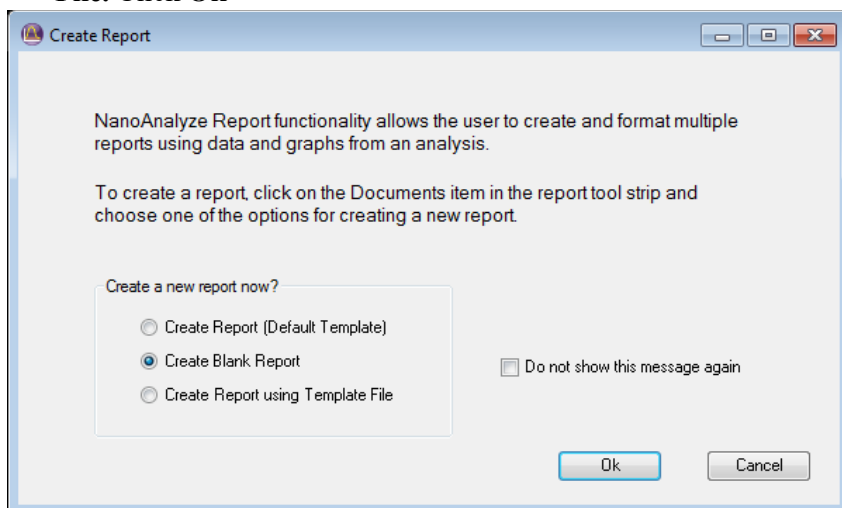 Create Report
NanoAnalyze Report functionality allows the user to create and format multiple
reports using data and graphs from an analysis.
To create a report, click on the Documents item in the report tool strip and
choose one of the options for creating a new report.
Create a new report now?
Create Report (Default Template)
Create Blank Report
Do not show this message again
Create Report using Template File
Ok
Cancel